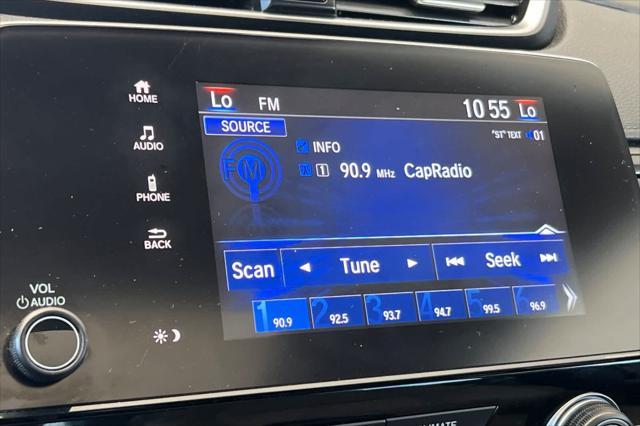 HOME
AUDIO
PHONE
BACK
VOL
AUDIO
Lo FM 10 55 Lo
SOURCE
"ST" TEXT 01
FM
INFO
1 90.9 MHz CapRadio
Scan Tune Seek
1 90.9 2 92.5 3 93.7 4 94.7 5 99.5 6 96.9